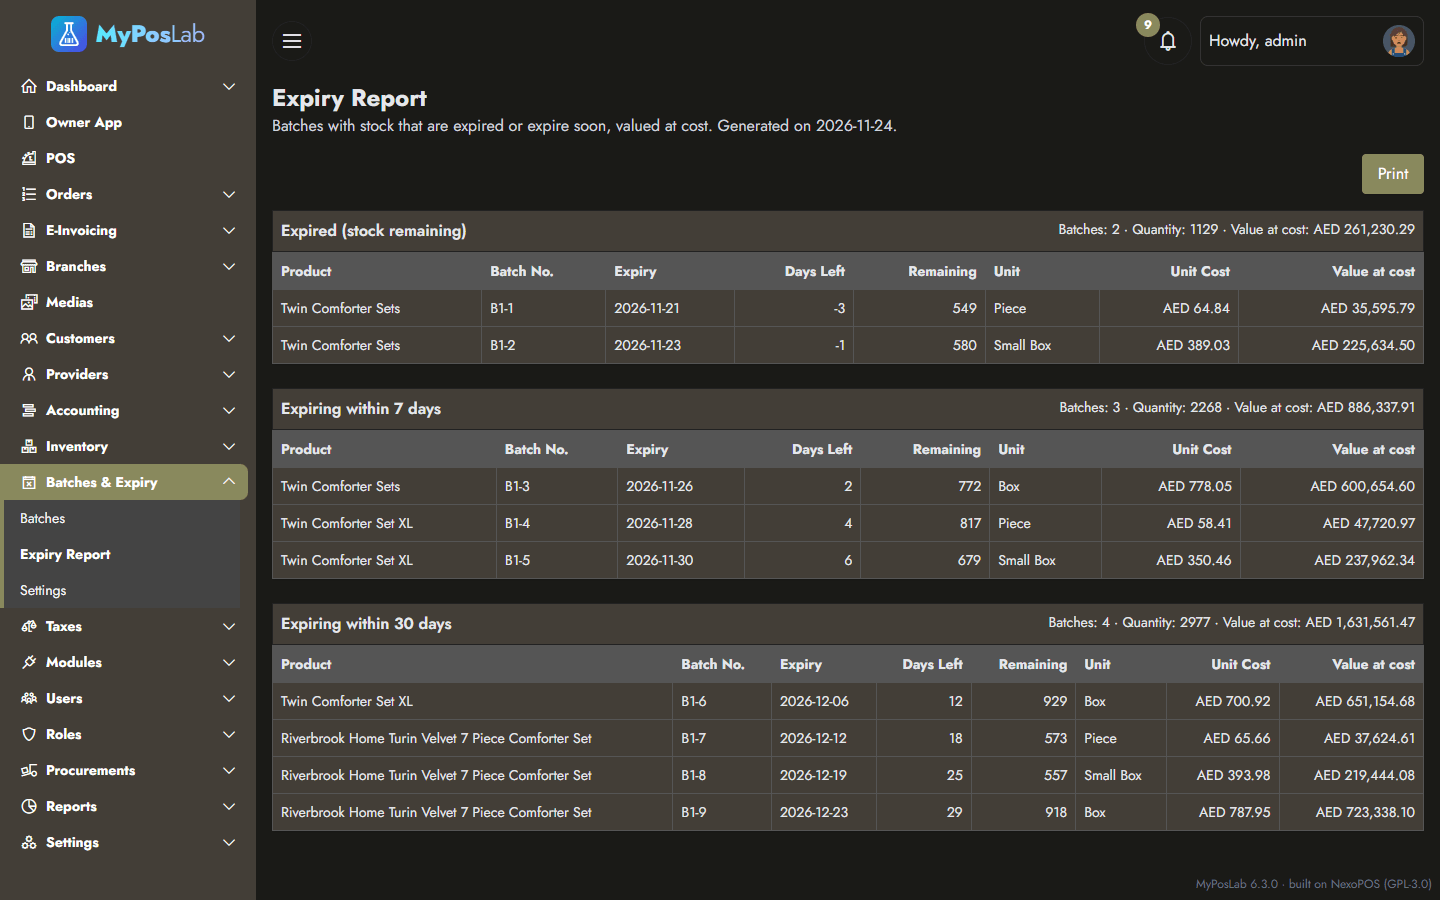 MyPosLab
Dashboard
Owner App
POS
Orders
E-Invoicing
Branches
Medias
Customers
Providers
Accounting
Inventory
Batches & Expiry
Batches
Expiry Report
Settings
Taxes
Modules
Users
Roles
Procurements
Reports
Settings
9
Howdy, admin
Expiry Report
Batches with stock that are expired or expire soon, valued at cost. Generated on 2026-11-24.
Print
Expired (stock remaining) Batches: 2 · Quantity: 1129 · Value at cost: AED 261,230.29
Product Batch No. Expiry Days Left Remaining Unit Unit Cost Value at cost
Twin Comforter Sets B1-1 2026-11-21 -3 549 Piece AED 64.84 AED 35,595.79
Twin Comforter Sets B1-2 2026-11-23 -1 580 Small Box AED 389.03 AED 225,634.50
Expiring within 7 days Batches: 3 · Quantity: 2268 · Value at cost: AED 886,337.91
Product Batch No. Expiry Days Left Remaining Unit Unit Cost Value at cost
Twin Comforter Sets B1-3 2026-11-26 2 772 Box AED 778.05 AED 600,654.60
Twin Comforter Set XL B1-4 2026-11-28 4 817 Piece AED 58.41 AED 47,720.97
Twin Comforter Set XL B1-5 2026-11-30 6 679 Small Box AED 350.46 AED 237,962.34
Expiring within 30 days Batches: 4 · Quantity: 2977 · Value at cost: AED 1,631,561.47
Product Batch No. Expiry Days Left Remaining Unit Unit Cost Value at cost
Twin Comforter Set XL B1-6 2026-12-06 12 929 Box AED 700.92 AED 651,154.68
Riverbrook Home Turin Velvet 7 Piece Comforter Set B1-7 2026-12-12 18 573 Piece AED 65.66 AED 37,624.61
Riverbrook Home Turin Velvet 7 Piece Comforter Set B1-8 2026-12-19 25 557 Small Box AED 393.98 AED 219,444.08
Riverbrook Home Turin Velvet 7 Piece Comforter Set B1-9 2026-12-23 29 918 Box AED 787.95 AED 723,338.10
MyPosLab 6.3.0 · built on NexoPOS (GPL-3.0)